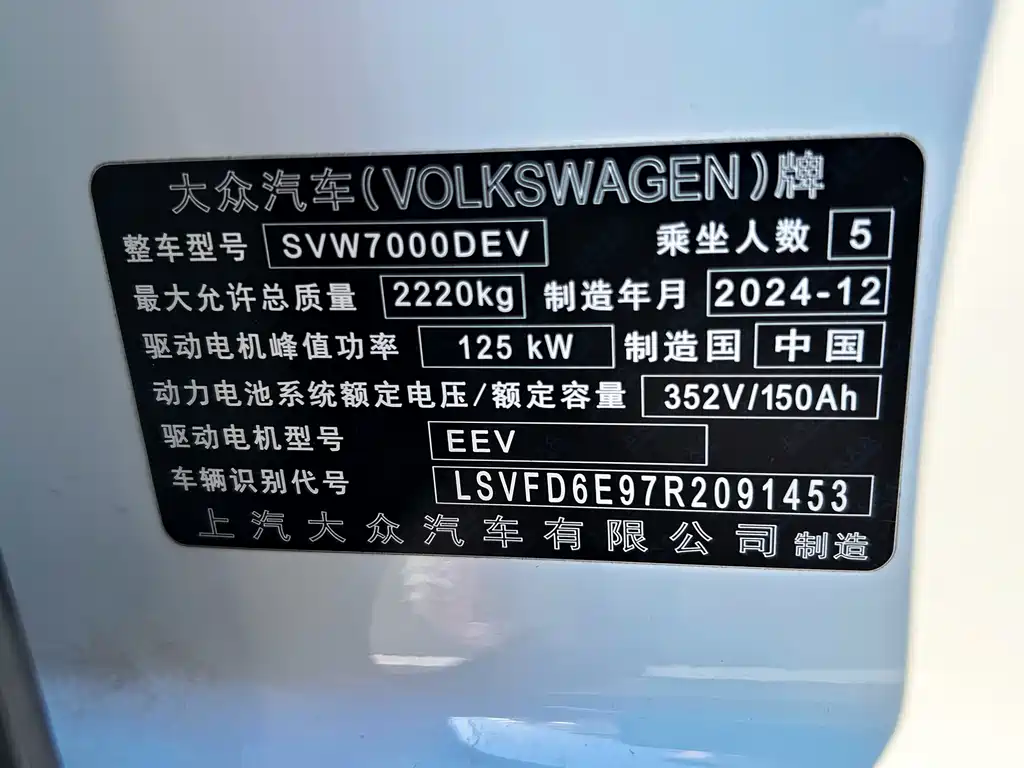 大众汽车(VOLKSWAGEN)牌
整车型号 SVW7000DEV 乘坐人数 5
最大允许总质量 2220kg 制造年月 2024-12
驱动电机峰值功率 125 kW 制造国 中国
动力电池系统额定电压/额定容量 352V/150Ah
驱动电机型号 EEV
车辆识别代号 LSVFD6E97R2091453
上汽大众汽车有限公司 制造